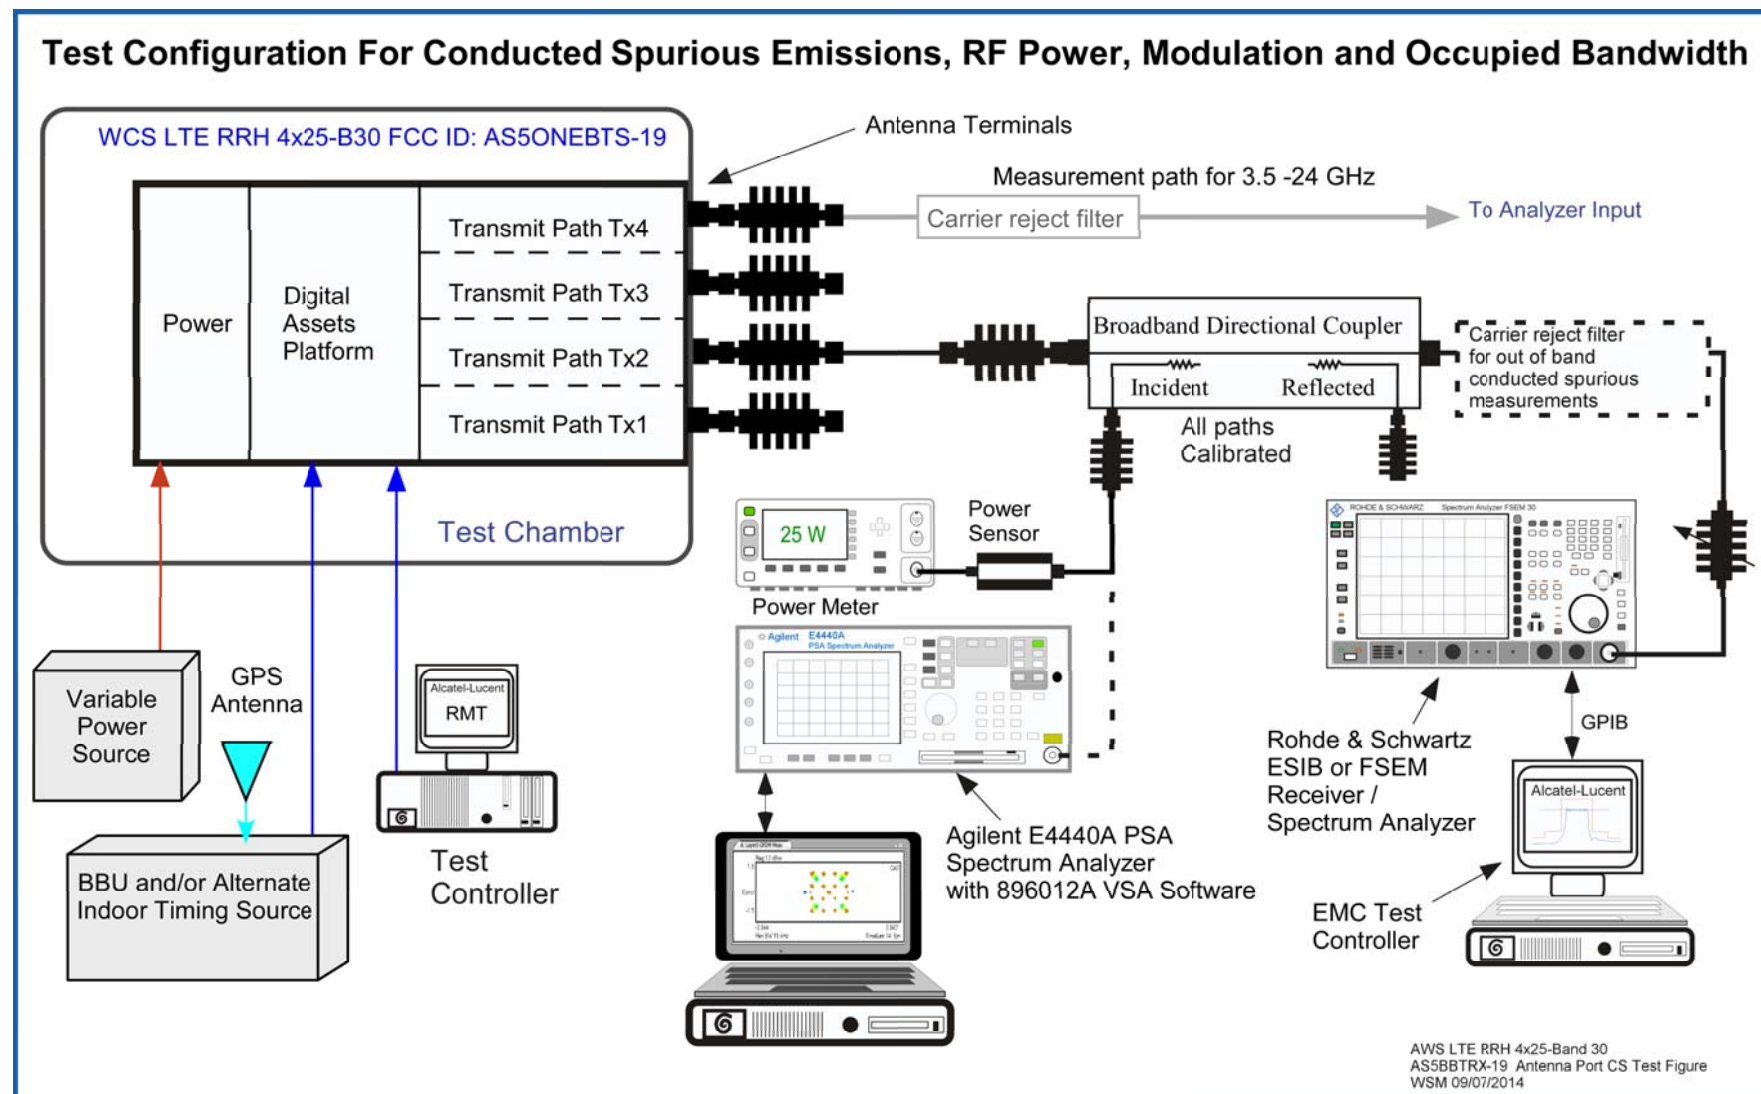 Test Configuration For Conducted Spurious Emissions, RF Power, Modulation and Occupied Bandwidth
WCS LTE RRH 4x25-B30 FCC ID: AS5ONEBTS-19
Antenna Terminals
Measurement path for 3.5 -24 GHz
Carrier reject filter
To Analyzer Input
Power
Digital
Assets
Platform
Transmit Path Tx4
Transmit Path Tx3
Transmit Path Tx2
Transmit Path Tx1
Test Chamber
Broadband Directional Coupler
Incident
Reflected
All paths
Calibrated
Carrier reject filter
for out of band
conducted spurious
measurements
25 W
Power
Sensor
Power Meter
ROHDE & SCHWARZ Spectrum Analyzer FSEM 30
Agilent E4440A
PSA Spectrum Analyzer
Variable
Power
Source
GPS
Antenna
Alcatel-Lucent
RMT
Test
Controller
BBU and/or Alternate
Indoor Timing Source
Agilent E4440A PSA
Spectrum Analyzer
with 896012A VSA Software
Rohde & Schwartz
ESIB or FSEM
Receiver /
Spectrum Analyzer
GPIB
Alcatel-Lucent
EMC Test
Controller
AWS LTE RRH 4x25-Band 30
AS5BBTRX-19 Antenna Port CS Test Figure
WSM 09/07/2014